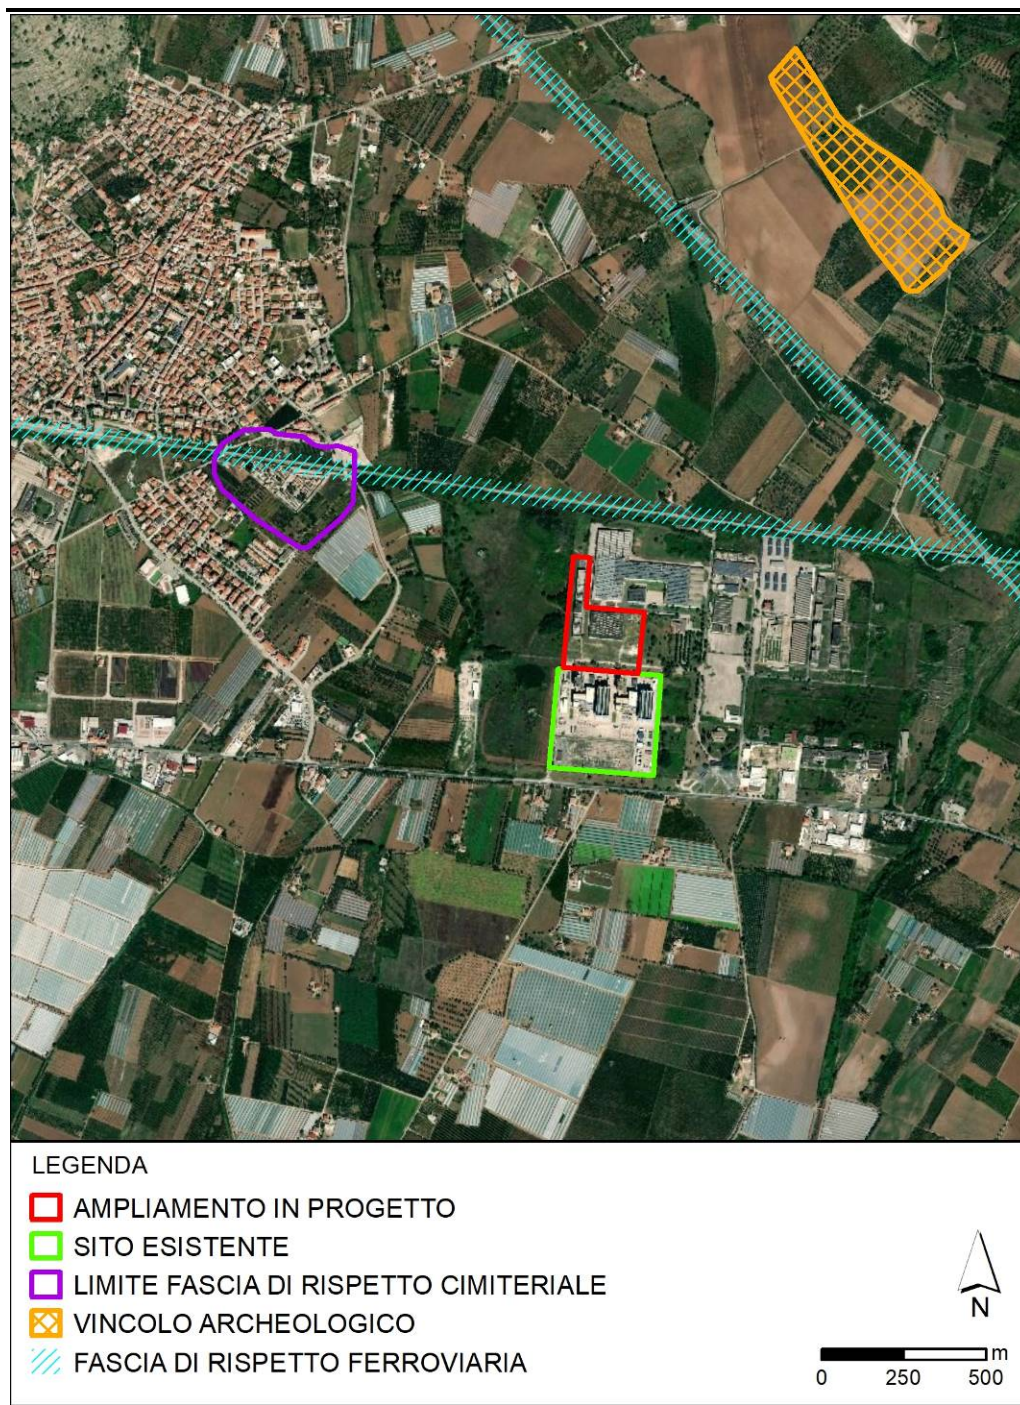 LEGENDA
AMPLIAMENTO IN PROGETTO
SITO ESISTENTE
LIMITE FASCIA DI RISPETTO CIMITERIALE
VINCOLO ARCHEOLOGICO
FASCIA DI RISPETTO FERROVIARIA
N
m
0 250 500